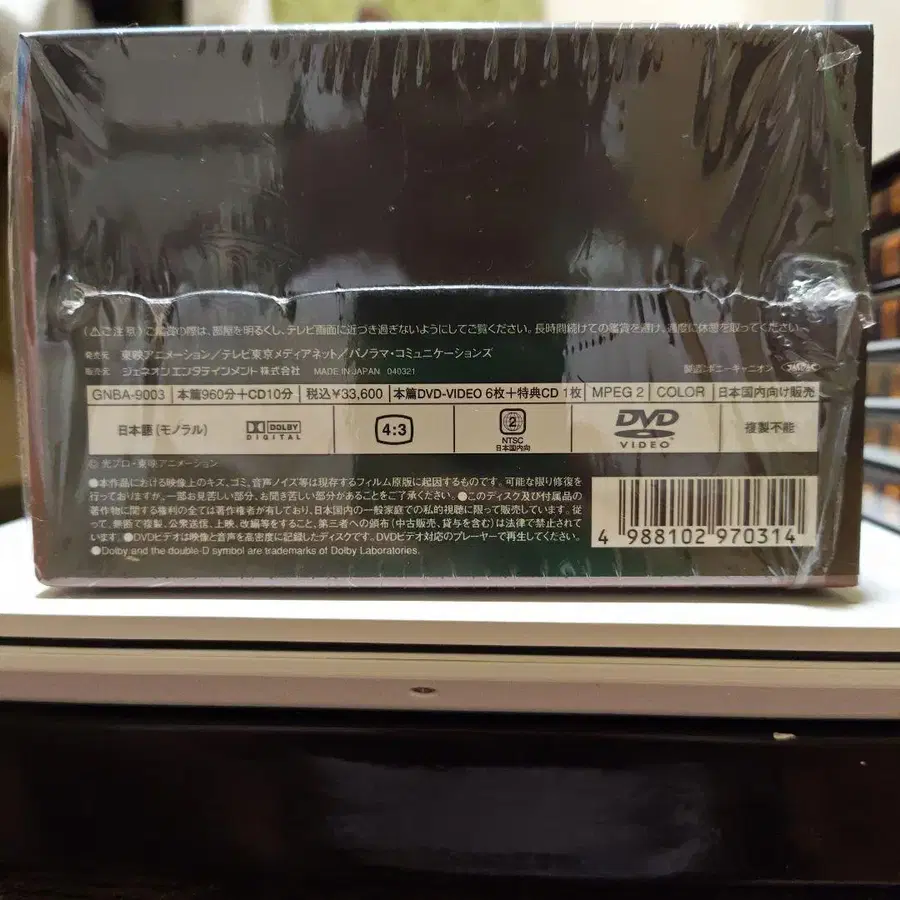 (⚠ご注意)ご鑑賞の際は、部屋を明るくし、テレビ画面に近づき過ぎないようにしてご覧ください。長時間続けての鑑賞を避け、適度に休憩を取ってください。
発売元 東映アニメーション/テレビ東京メディアネット/パノラマ・コミュニケーションズ
販売元 ジェネオン エンタテインメント 株式会社 MADE IN JAPAN 040321 製造:ポニーキャニオン
GNBA-9003 本篇960分+CD10分 税込¥33,600 本篇DVD-VIDEO 6枚+特典CD 1枚 MPEG 2 COLOR 日本国内向け販売
日本語(モノラル) DOLBY DIGITAL 4:3 2 NTSC 日本国内向 DVD VIDEO 複製不能
© 光プロ・東映アニメーション
●本作品における映像上のキズ、ゴミ、音声ノイズ等は現存するフィルム原版に起因するものです。可能な限り修復を
行っておりますが、一部お見苦しい部分、お聞き苦しい部分があることをご了承ください。●このディスク及び付属品の
著作物に関する権利の全ては著作権者が有しており、日本国内の一般家庭での私的視聴に限って販売しています。従
って、無断で複製、公衆送信、上映、改編等をすること、第三者への頒布(中古販売、貸与を含む)は法律で禁止されて
います。●DVDビデオは映像と音声を高密度に記録したディスクです。DVDビデオ対応のプレーヤーで再生してください。
●Dolby and the double-D symbol are trademarks of Dolby Laboratories.
4 988102 970314